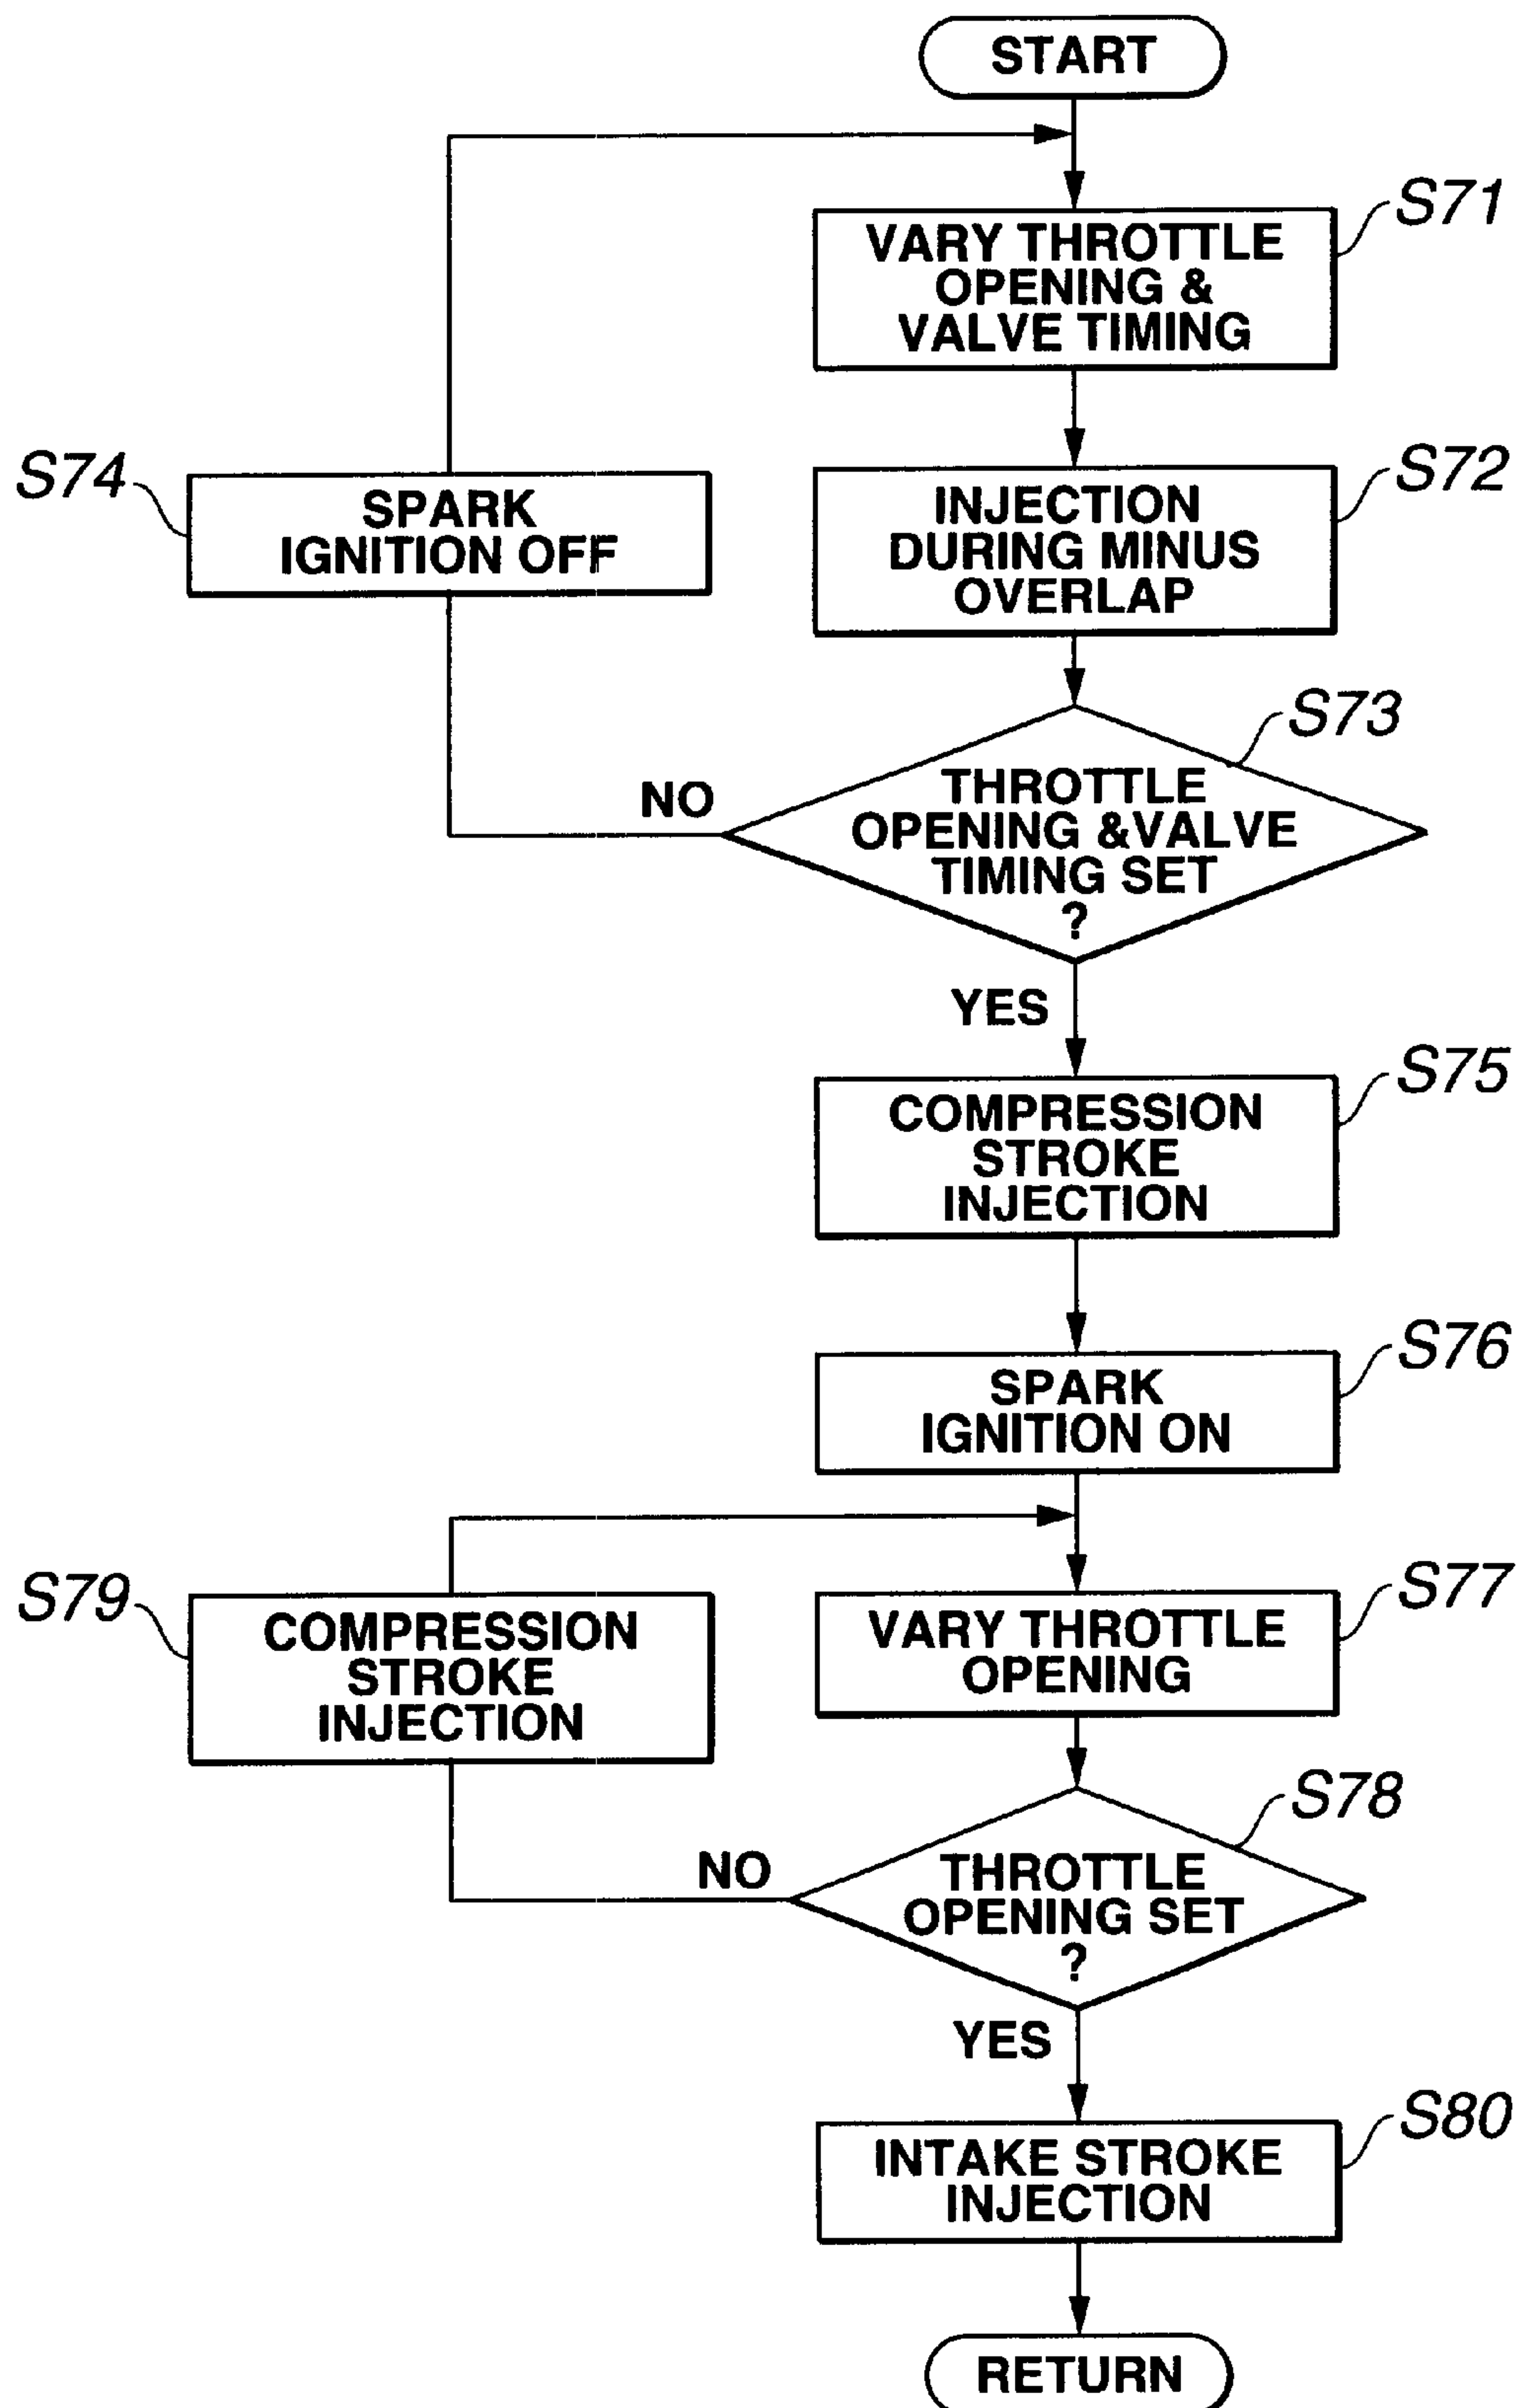 START
S71
VARY THROTTLE
OPENING &
VALVE TIMING
S74
SPARK
IGNITION OFF
S72
INJECTION
DURING MINUS
OVERLAP
S73
NO
THROTTLE
OPENING &VALVE
TIMING SET
?
YES
S75
COMPRESSION
STROKE
INJECTION
S76
SPARK
IGNITION ON
S79
COMPRESSION
STROKE
INJECTION
S77
VARY THROTTLE
OPENING
S78
NO
THROTTLE
OPENING SET
?
YES
S80
INTAKE STROKE
INJECTION
RETURN